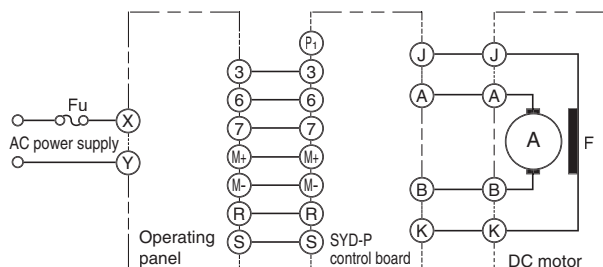 P1
J J
3 3
Fu
6 6
A A
X
7 7
AC power supply
A
F
M+ M+
Y
M- M-
B B
R R
K K
S S
Operating
panel
SYD-P
control board
DC motor